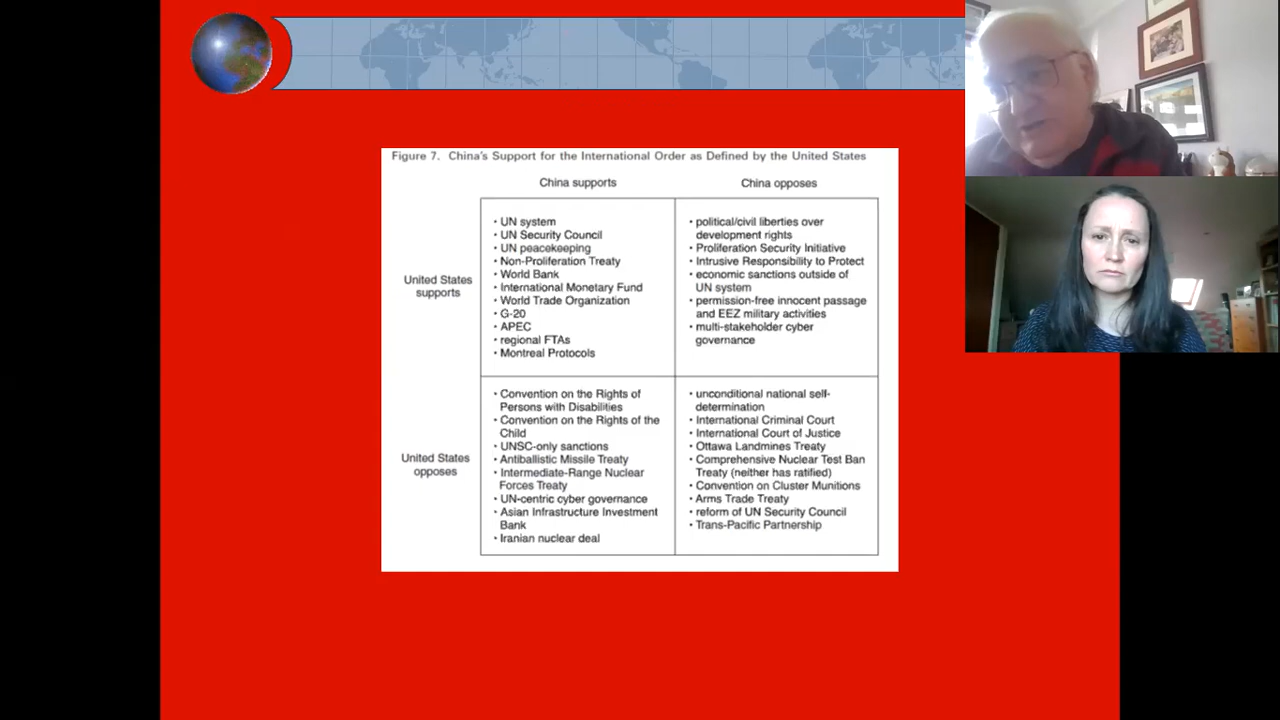 Figure 7. China's Support for the International Order as Defined by the United States
China supports
China opposes
United States
supports
• UN system
• UN Security Council
• UN peacekeeping
• Non-Proliferation Treaty
• World Bank
• International Monetary Fund
• World Trade Organization
• G-20
• APEC
• regional FTAs
• Montreal Protocols
• political/civil liberties over
development rights
• Proliferation Security Initiative
• Intrusive Responsibility to Protect
• economic sanctions outside of
UN system
• permission-free innocent passage
and EEZ military activities
• multi-stakeholder cyber
governance
United States
opposes
• Convention on the Rights of
Persons with Disabilities
• Convention on the Rights of the
Child
• UNSC-only sanctions
• Antiballistic Missile Treaty
• Intermediate-Range Nuclear
Forces Treaty
• UN-centric cyber governance
• Asian Infrastructure Investment
Bank
• Iranian nuclear deal
• unconditional national self-
determination
• International Criminal Court
• International Court of Justice
• Ottawa Landmines Treaty
• Comprehensive Nuclear Test Ban
Treaty (neither has ratified)
• Convention on Cluster Munitions
• Arms Trade Treaty
• reform of UN Security Council
• Trans-Pacific Partnership